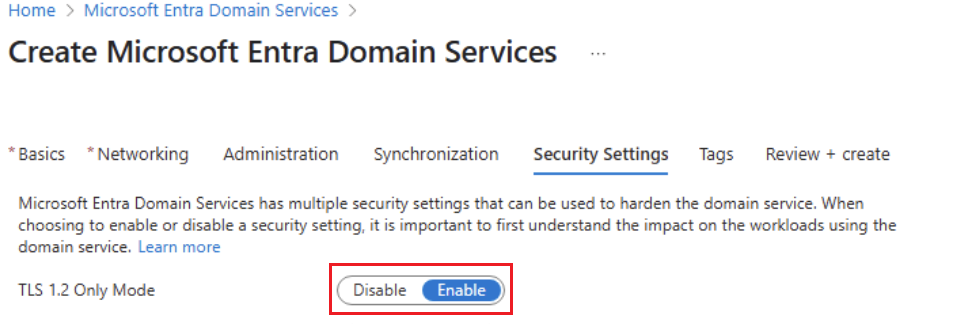 Home > Microsoft Entra Domain Services >
Create Microsoft Entra Domain Services ...
*Basics *Networking Administration Synchronization Security Settings Tags Review + create
Microsoft Entra Domain Services has multiple security settings that can be used to harden the domain service. When
choosing to enable or disable a security setting, it is important to first understand the impact on the workloads using the
domain service. Learn more
TLS 1.2 Only Mode Disable Enable